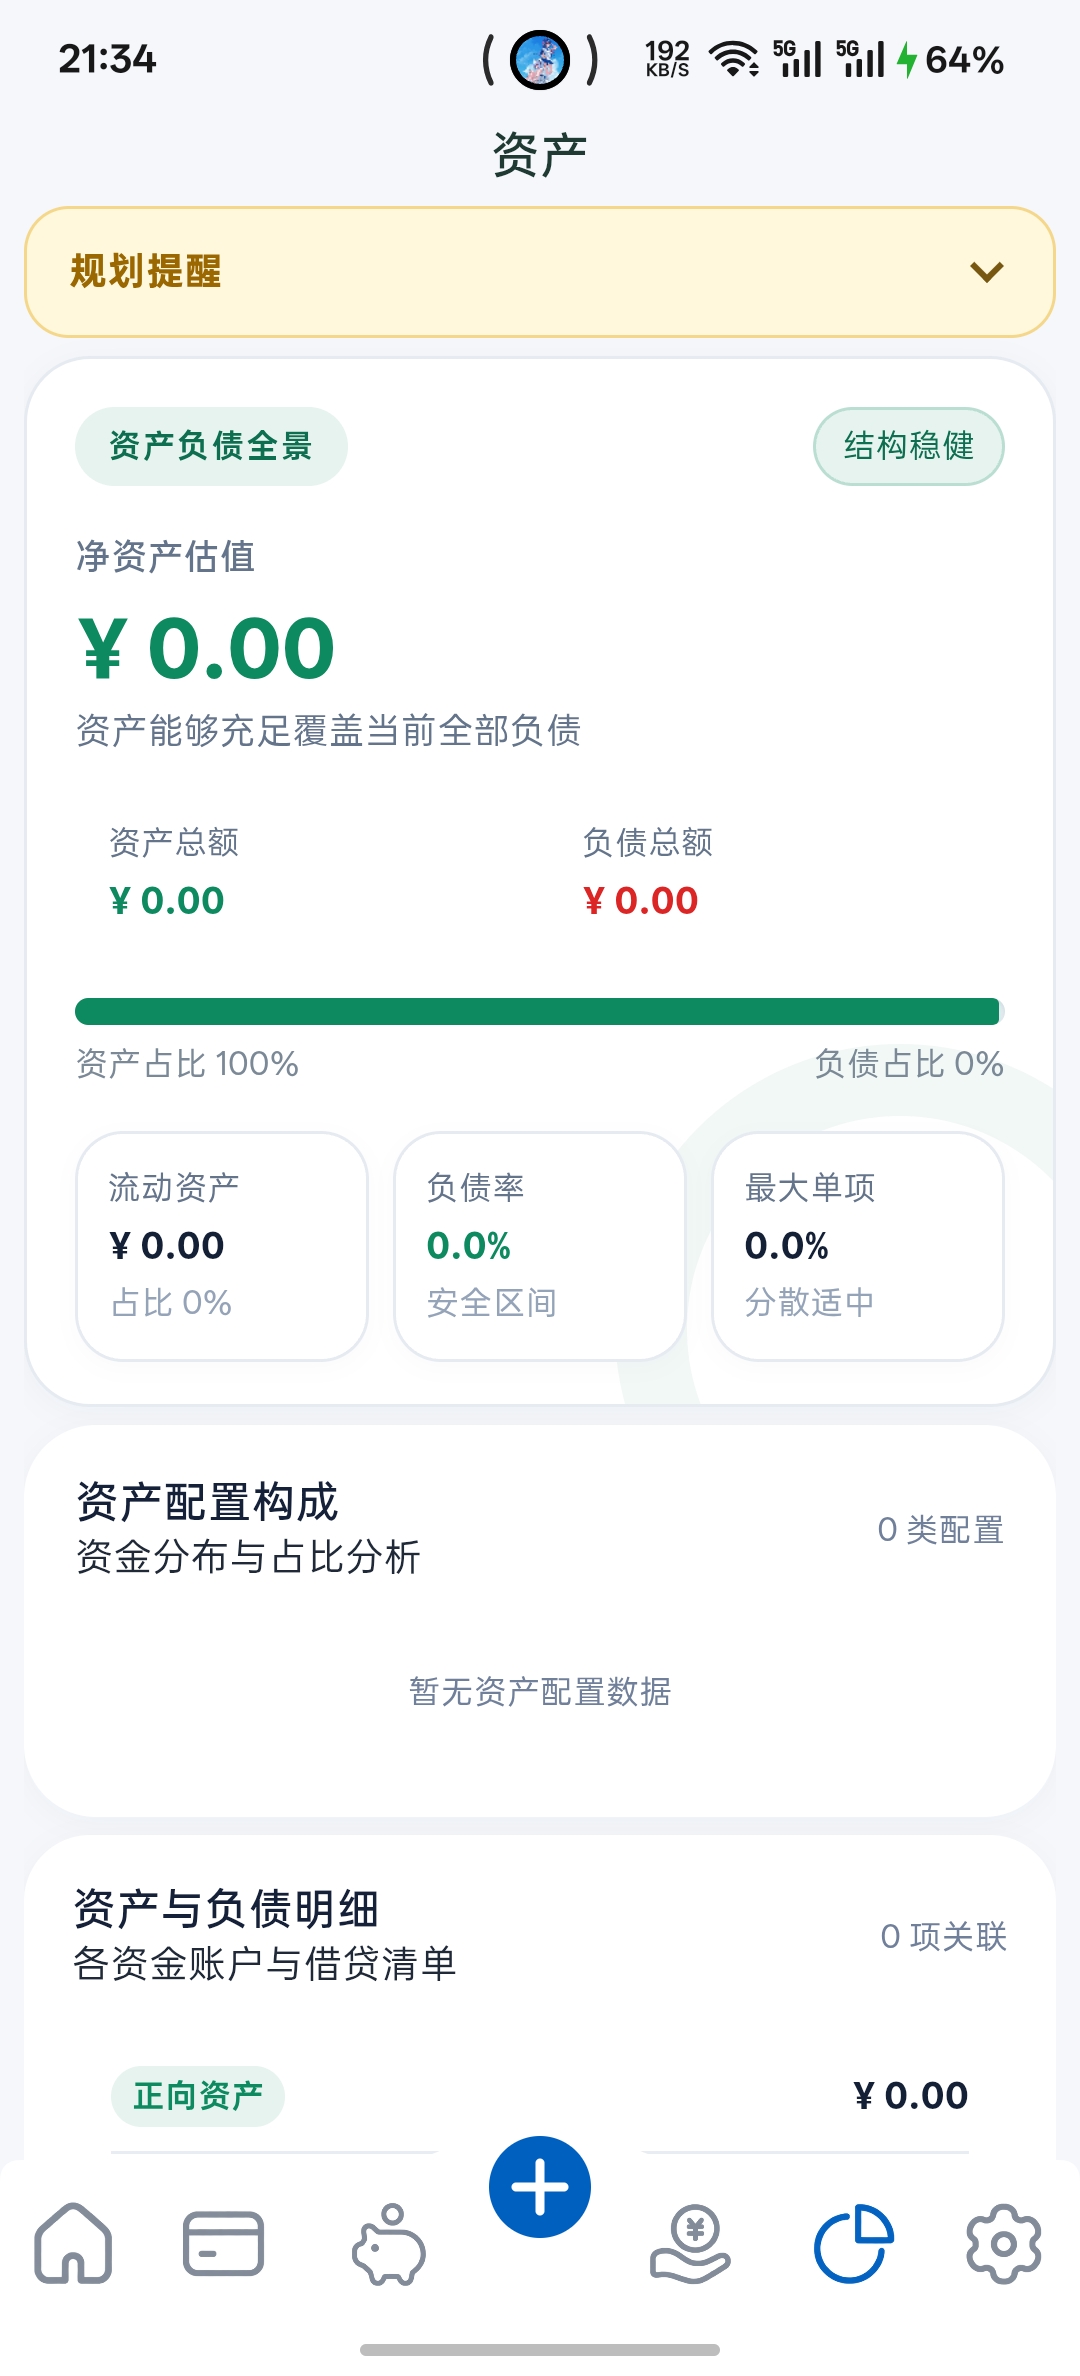 21:34
192 KB/S
5G
5G
64%
资产
规划提醒
资产负债全景
结构稳健
净资产估值
¥ 0.00
资产能够充足覆盖当前全部负债
资产总额
负债总额
¥ 0.00
¥ 0.00
资产占比 100%
负债占比 0%
流动资产
¥ 0.00
占比 0%
负债率
0.0%
安全区间
最大单项
0.0%
分散适中
资产配置构成
资金分布与占比分析
0 类配置
暂无资产配置数据
资产与负债明细
各资金账户与借贷清单
0 项关联
正向资产
¥ 0.00